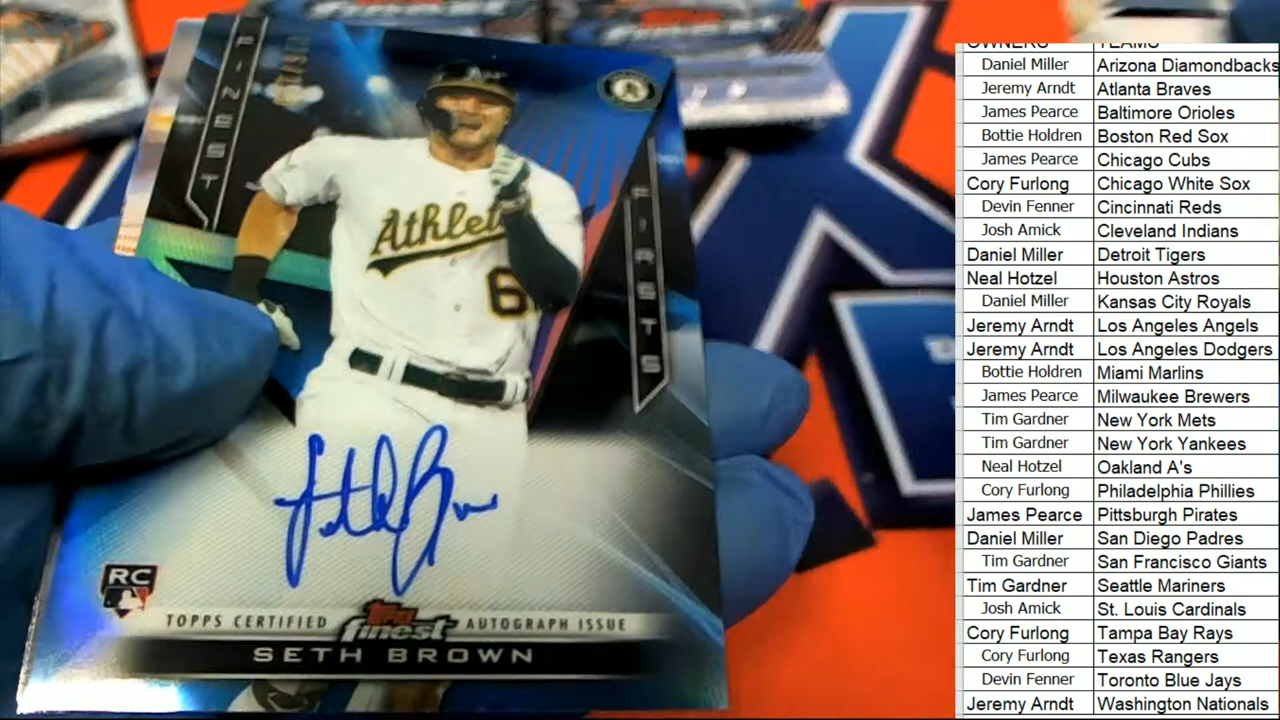 FINEST
FIRSTS
Athlet
6
Seth Brown
RC
TOPPS CERTIFIED
Topps
finest
AUTOGRAPH ISSUE
SETH BROWN
finest
OWNERS TEAMS
Daniel Miller Arizona Diamondbacks
Jeremy Arndt Atlanta Braves
James Pearce Baltimore Orioles
Bottie Holdren Boston Red Sox
James Pearce Chicago Cubs
Cory Furlong Chicago White Sox
Devin Fenner Cincinnati Reds
Josh Amick Cleveland Indians
Daniel Miller Detroit Tigers
Neal Hotzel Houston Astros
Daniel Miller Kansas City Royals
Jeremy Arndt Los Angeles Angels
Jeremy Arndt Los Angeles Dodgers
Bottie Holdren Miami Marlins
James Pearce Milwaukee Brewers
Tim Gardner New York Mets
Tim Gardner New York Yankees
Neal Hotzel Oakland A's
Cory Furlong Philadelphia Phillies
James Pearce Pittsburgh Pirates
Daniel Miller San Diego Padres
Tim Gardner San Francisco Giants
Tim Gardner Seattle Mariners
Josh Amick St. Louis Cardinals
Cory Furlong Tampa Bay Rays
Cory Furlong Texas Rangers
Devin Fenner Toronto Blue Jays
Jeremy Arndt Washington Nationals